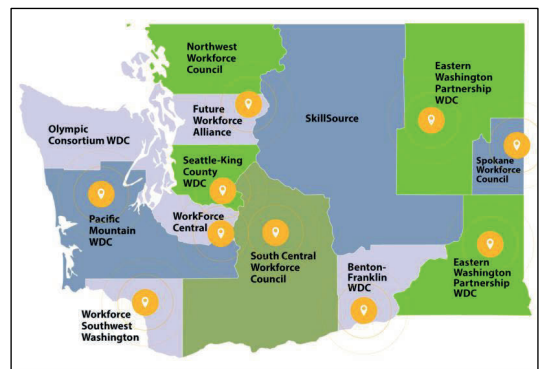 Northwest
Workforce
Council
Eastern
Washington
Partnership
WDC
Future
Workforce
Alliance
SkillSource
Olympic
Consortium WDC
Seattle-King
County
WDC
Spokane
Workforce
Council
Pacific
Mountain
WDC
WorkForce
Central
South Central
Workforce
Council
Benton-
Franklin
WDC
Eastern
Washington
Partnership
WDC
Workforce
Southwest
Washington